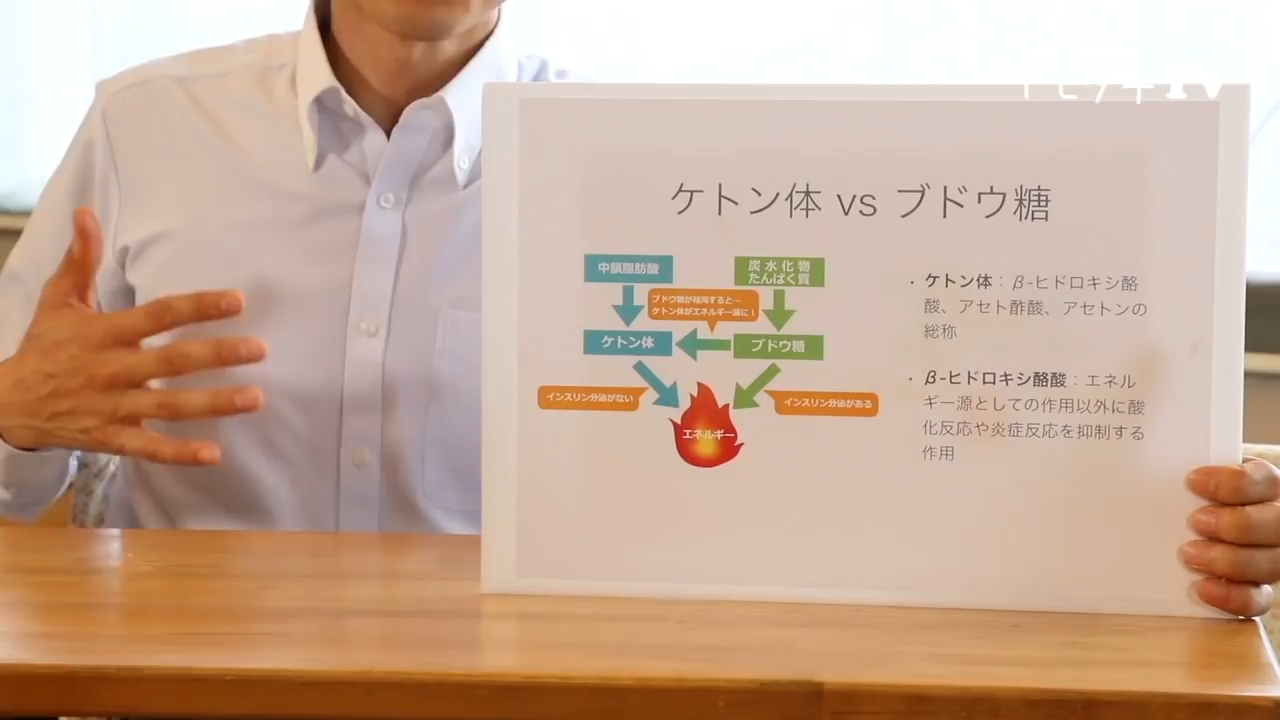 ケトン体 vs ブドウ糖
中鎖脂肪酸
炭水化物
たんぱく質
ブドウ糖が枯渇すると…
ケトン体がエネルギー源に!
ケトン体
ブドウ糖
インスリン分泌がない
インスリン分泌がある
エネルギー
・ケトン体：β-ヒドロキシ酪
酸、アセト酢酸、アセトンの
総称
・β-ヒドロキシ酪酸：エネル
ギー源としての作用以外に酸
化反応や炎症反応を抑制する
作用